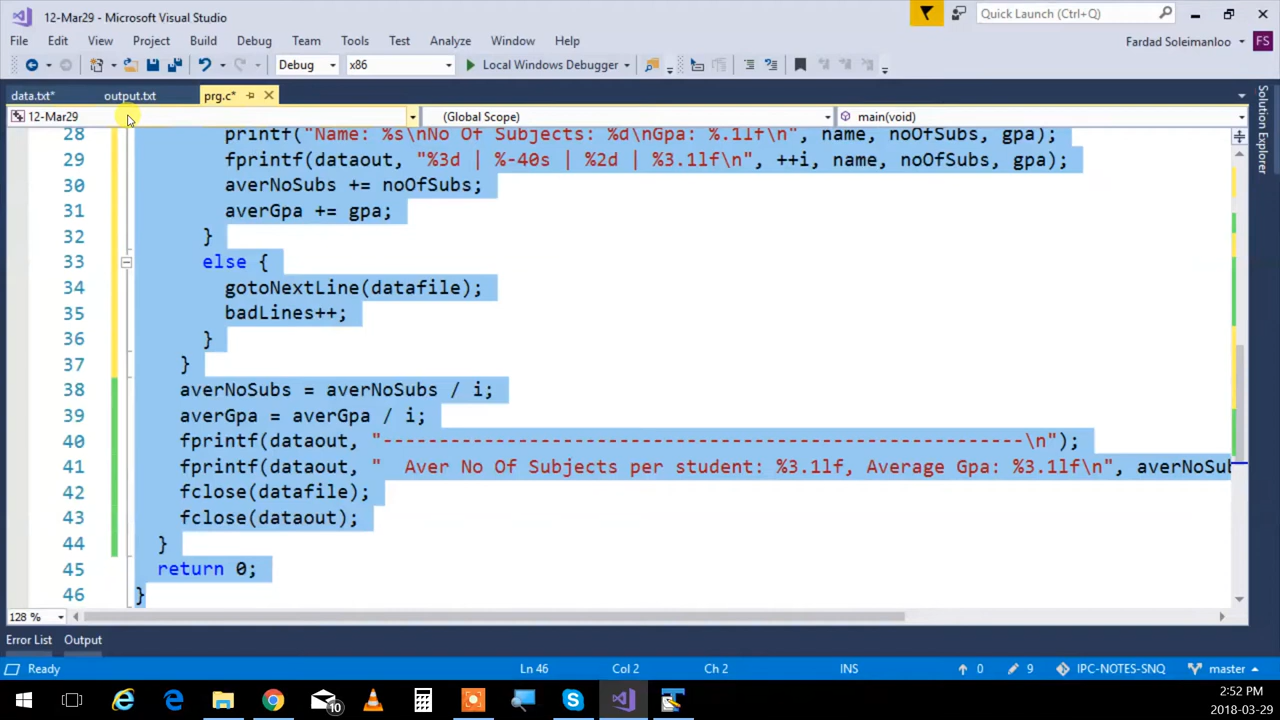 12-Mar29 - Microsoft Visual Studio
Quick Launch (Ctrl+Q)
File Edit View Project Build Debug Team Tools Test Analyze Window Help
Fardad Soleimanloo FS
Debug x86 Local Windows Debugger
data.txt* output.txt prg.c*
12-Mar29 (Global Scope) main(void)
28 printf("Name: %s\nNo Of Subjects: %d\nGpa: %.1lf\n", name, noOfSubs, gpa);
29 fprintf(dataout, "%3d | %-40s | %2d | %3.1lf\n", ++i, name, noOfSubs, gpa);
30 averNoSubs += noOfSubs;
31 averGpa += gpa;
32 }
33 else {
34 gotoNextLine(datafile);
35 badLines++;
36 }
37 }
38 averNoSubs = averNoSubs / i;
39 averGpa = averGpa / i;
40 fprintf(dataout, "---------------------------------------------------------\n");
41 fprintf(dataout, "  Aver No Of Subjects per student: %3.1lf, Average Gpa: %3.1lf\n", averNoSub
42 fclose(datafile);
43 fclose(dataout);
44 }
45 return 0;
46 }
128 %
Error List Output
Ready Ln 46 Col 2 Ch 2 INS 0 9 IPC-NOTES-SNQ master
Solution Explorer
10
2:52 PM
2018-03-29